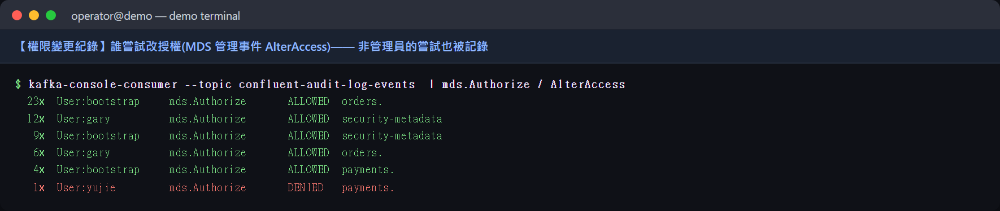 operator@demo — demo terminal
【權限變更紀錄】誰嘗試改授權(MDS 管理事件 AlterAccess)—— 非管理員的嘗試也被記錄
$ kafka-console-consumer --topic confluent-audit-log-events | mds.Authorize / AlterAccess
23x User:bootstrap mds.Authorize ALLOWED orders.
12x User:gary mds.Authorize ALLOWED security-metadata
9x User:bootstrap mds.Authorize ALLOWED security-metadata
6x User:gary mds.Authorize ALLOWED orders.
4x User:bootstrap mds.Authorize ALLOWED payments.
1x User:yujie mds.Authorize DENIED payments.